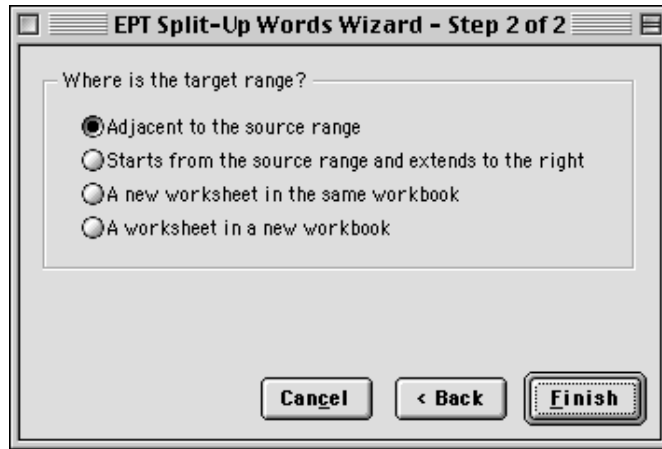 EPT Split-Up Words Wizard - Step 2 of 2
Where is the target range?
Adjacent to the source range
Starts from the source range and extends to the right
A new worksheet in the same workbook
A worksheet in a new workbook
Cancel
< Back
Finish